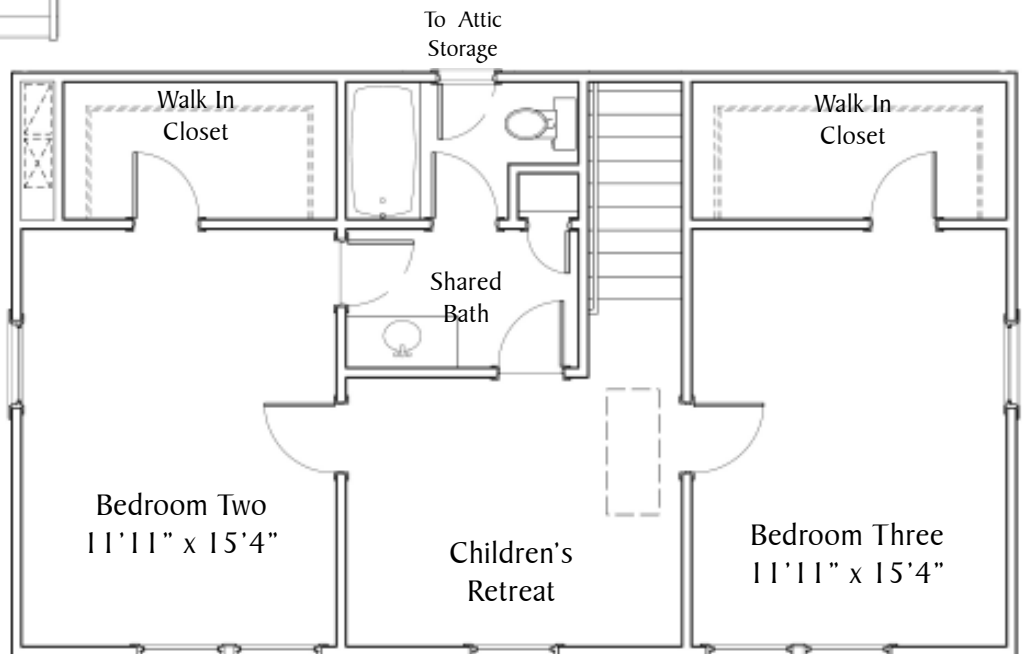 To Attic
Storage
Walk In
Closet
Walk In
Closet
Shared
Bath
Bedroom Two
11'11" x 15'4"
Children's
Retreat
Bedroom Three
11'11" x 15'4"